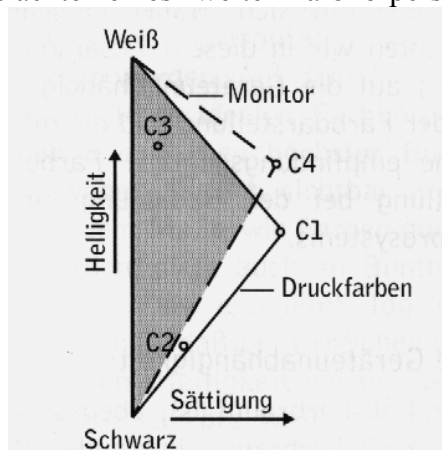 Weiß
Monitor
C3
C4
Helligkeit
C1
Druckfarben
C2
Sättigung
Schwarz